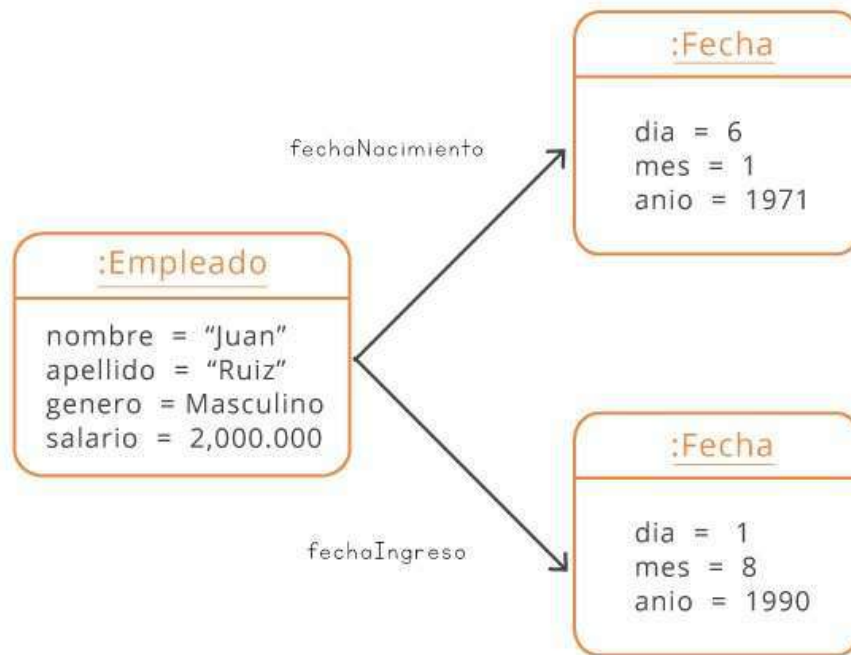 :Fecha
dia = 6
mes = 1
anio = 1971
fechaNacimiento
:Empleado
nombre = “Juan”
apellido = “Ruiz”
genero = Masculino
salario = 2,000.000
fechaIngreso
:Fecha
dia = 1
mes = 8
anio = 1990